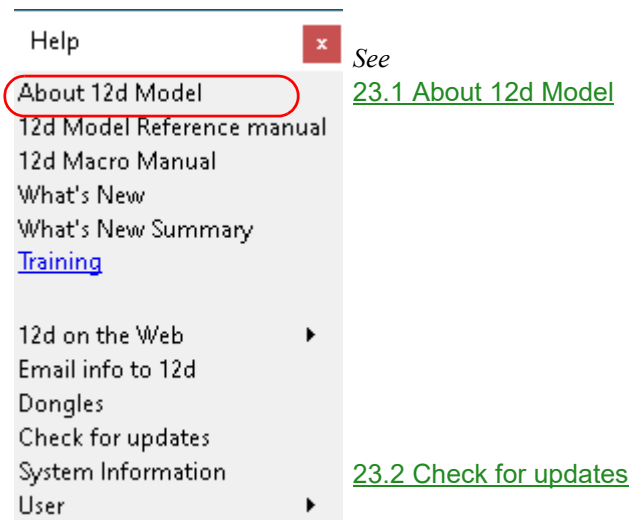 Help x See
About 12d Model 23.1 About 12d Model
12d Model Reference manual
12d Macro Manual
What's New
What's New Summary
Training
12d on the Web
Email info to 12d
Dongles
Check for updates
System Information 23.2 Check for updates
User